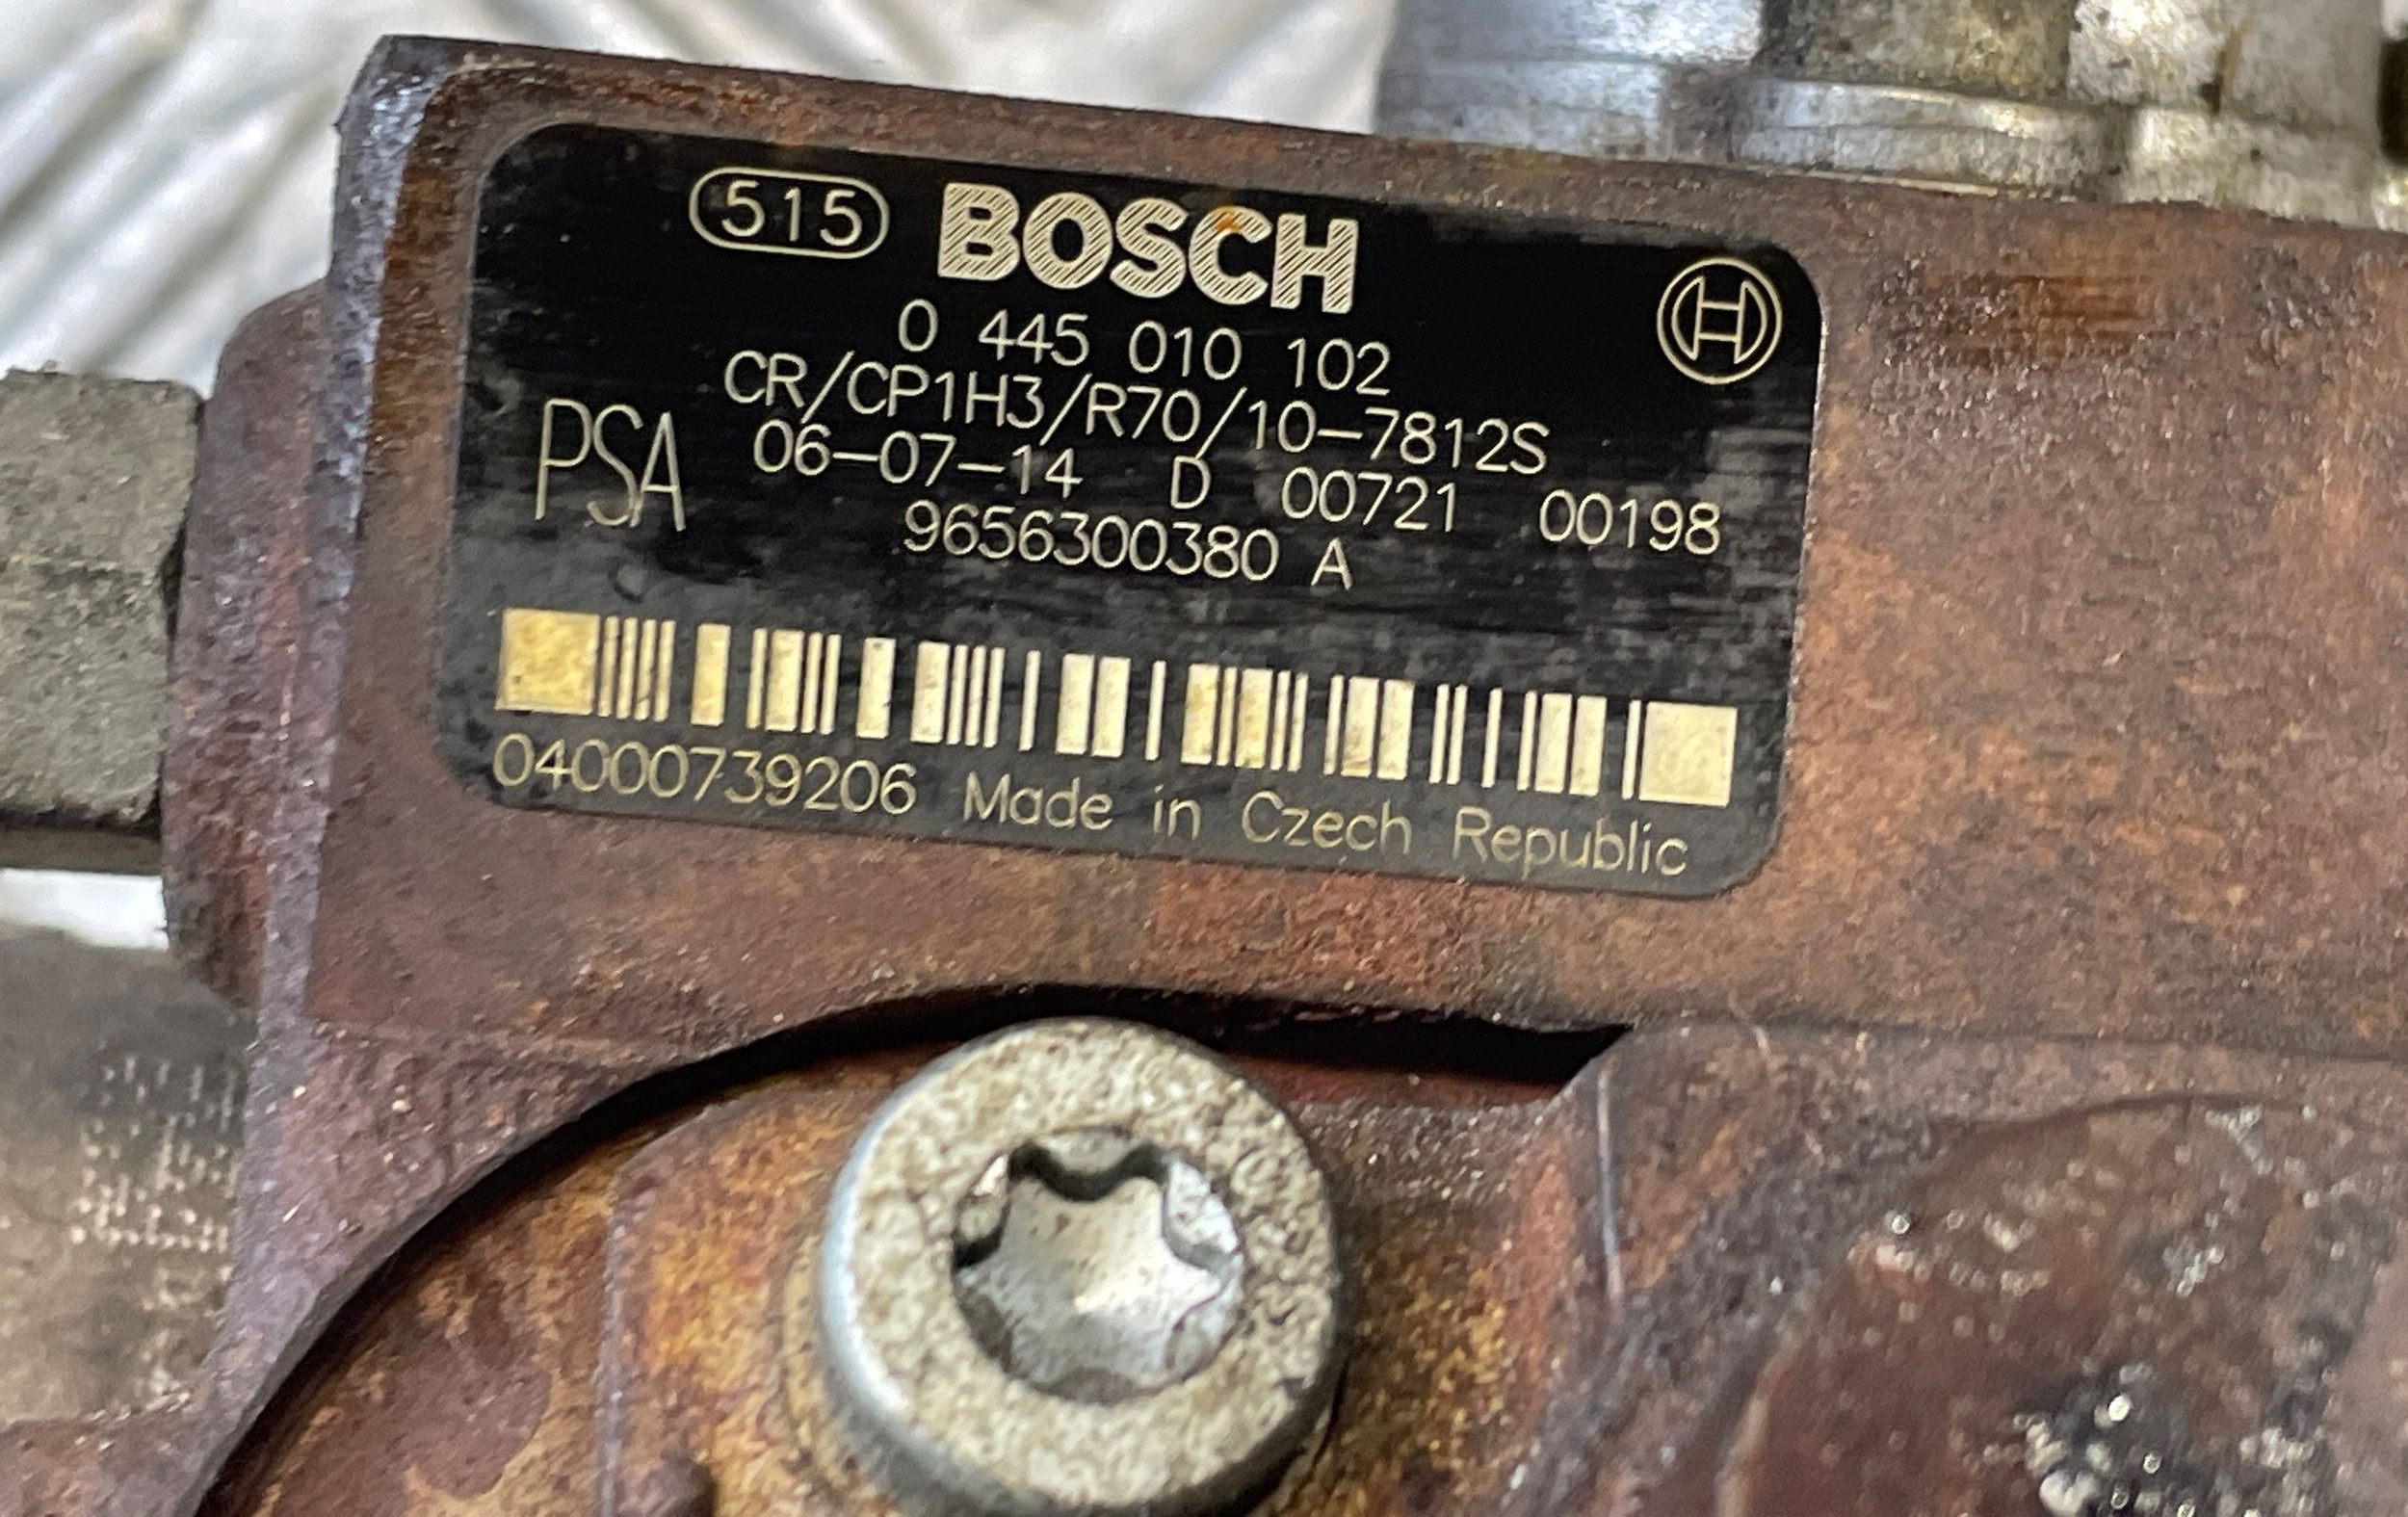 515 BOSCH
0 445 010 102
CR/CP1H3/R70/10-7812S
PSA 06-07-14 D 00721 00198
9656300380 A
04000739206 Made in Czech Republic